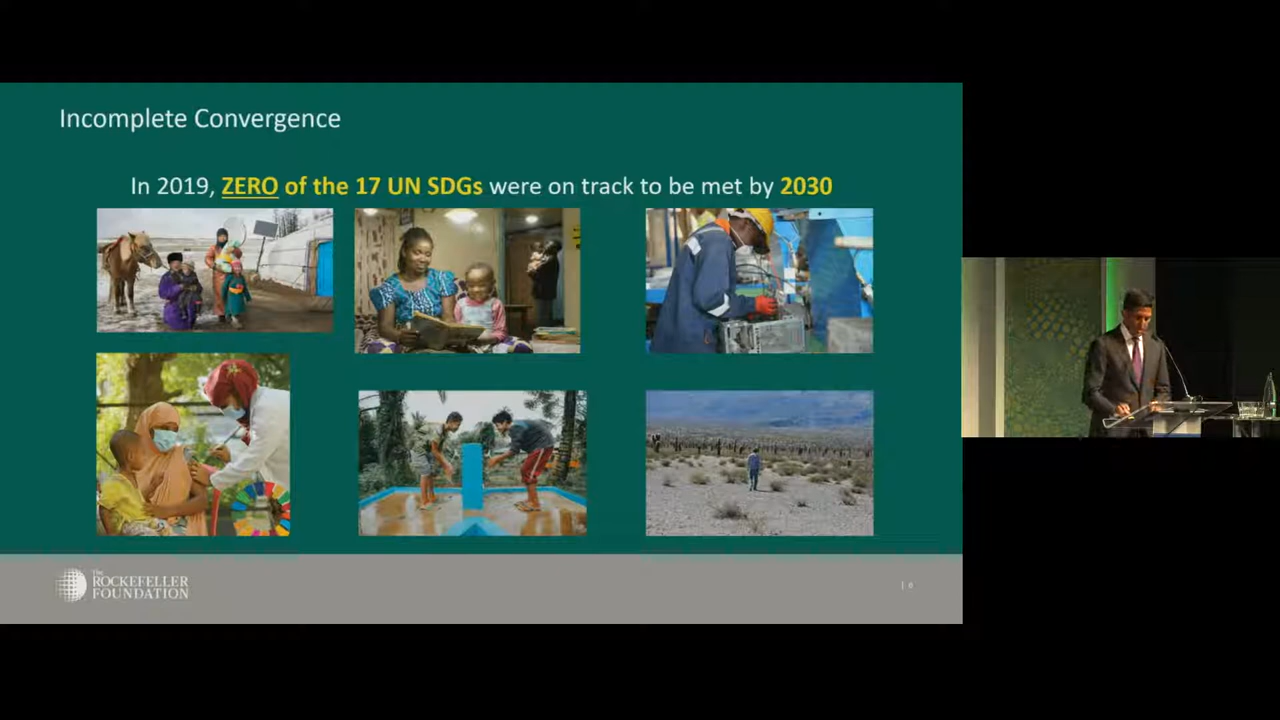 Incomplete Convergence
In 2019, ZERO of the 17 UN SDGs were on track to be met by 2030
The
ROCKEFELLER
FOUNDATION
| 6